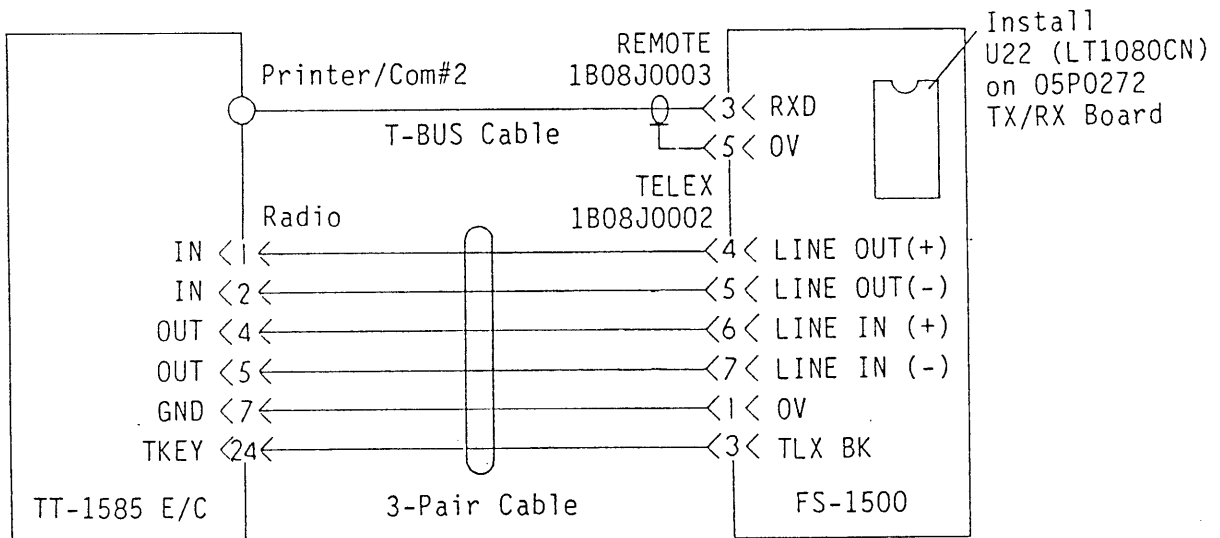 Install
U22 (LT1080CN)
on 05P0272
TX/RX Board
REMOTE
1B08J0003
Printer/Com#2
3 RXD
T-BUS Cable
5 0V
TELEX
1B08J0002
Radio
IN 1
4 LINE OUT(+)
IN 2
5 LINE OUT(-)
OUT 4
6 LINE IN (+)
OUT 5
7 LINE IN (-)
GND 7
1 0V
TKEY 24
3 TLX BK
TT-1585 E/C
3-Pair Cable
FS-1500